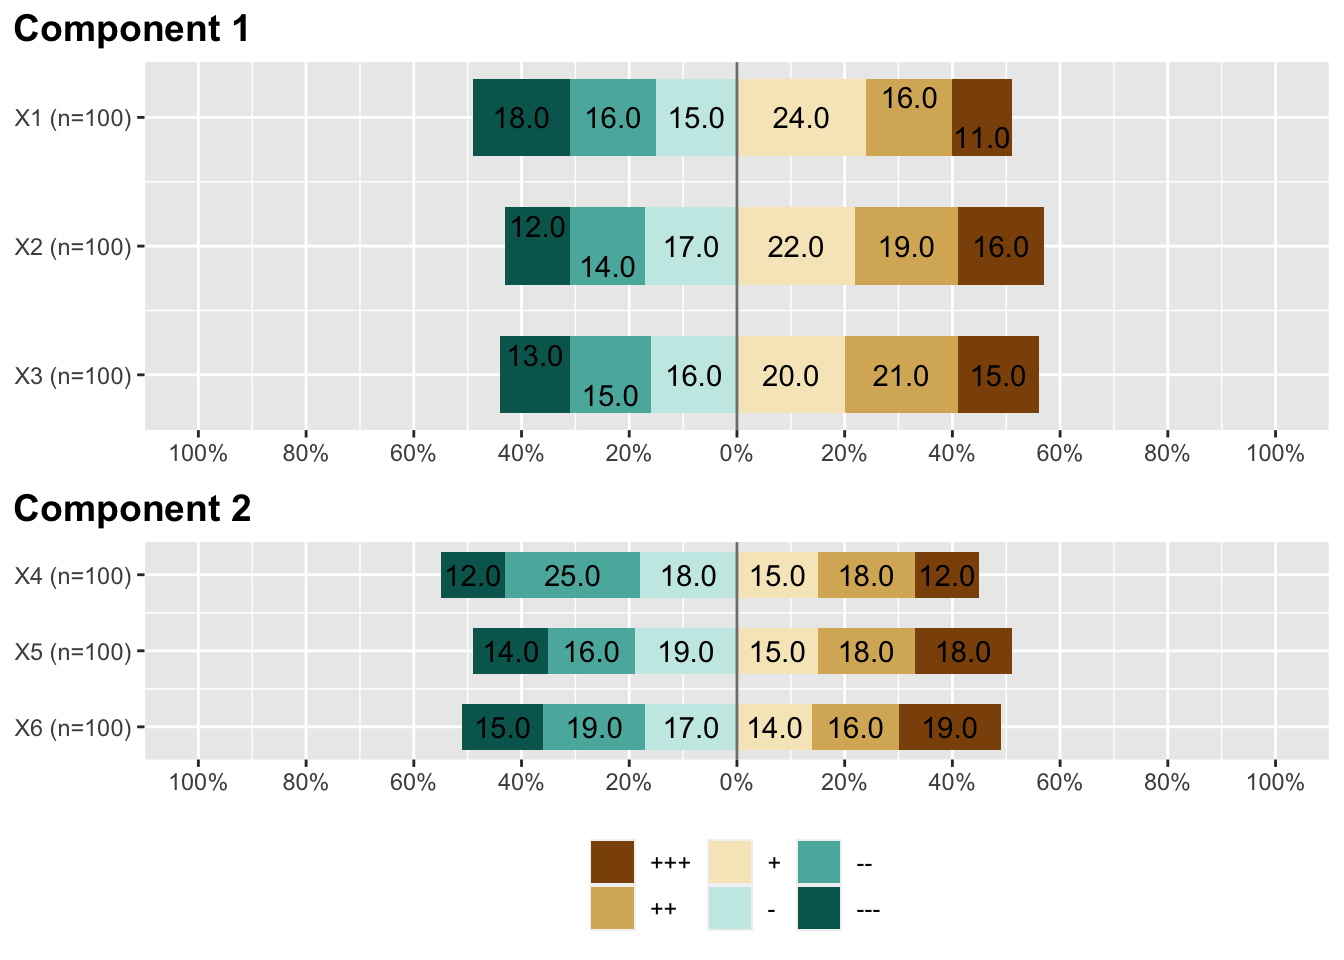 Component 1
X1 (n=100) 18.0 16.0 15.0 24.0 16.0 11.0
X2 (n=100) 12.0 14.0 17.0 22.0 19.0 16.0
X3 (n=100) 13.0 15.0 16.0 20.0 21.0 15.0
100% 80% 60% 40% 20% 0% 20% 40% 60% 80% 100%
Component 2
X4 (n=100) 12.0 25.0 18.0 15.0 18.0 12.0
X5 (n=100) 14.0 16.0 19.0 15.0 18.0 18.0
X6 (n=100) 15.0 19.0 17.0 14.0 16.0 19.0
100% 80% 60% 40% 20% 0% 20% 40% 60% 80% 100%
+++ + --
++ - ---